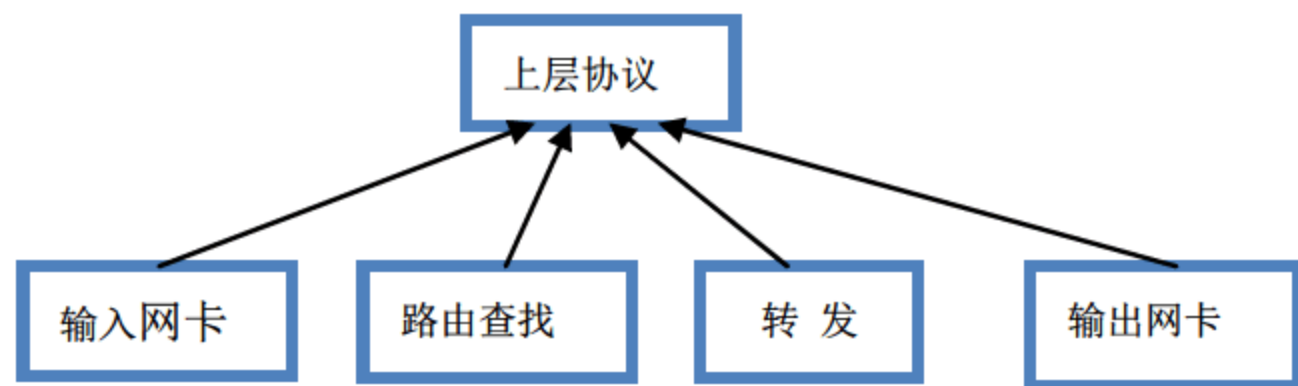 上层协议
输入网卡
路由查找
转 发
输出网卡